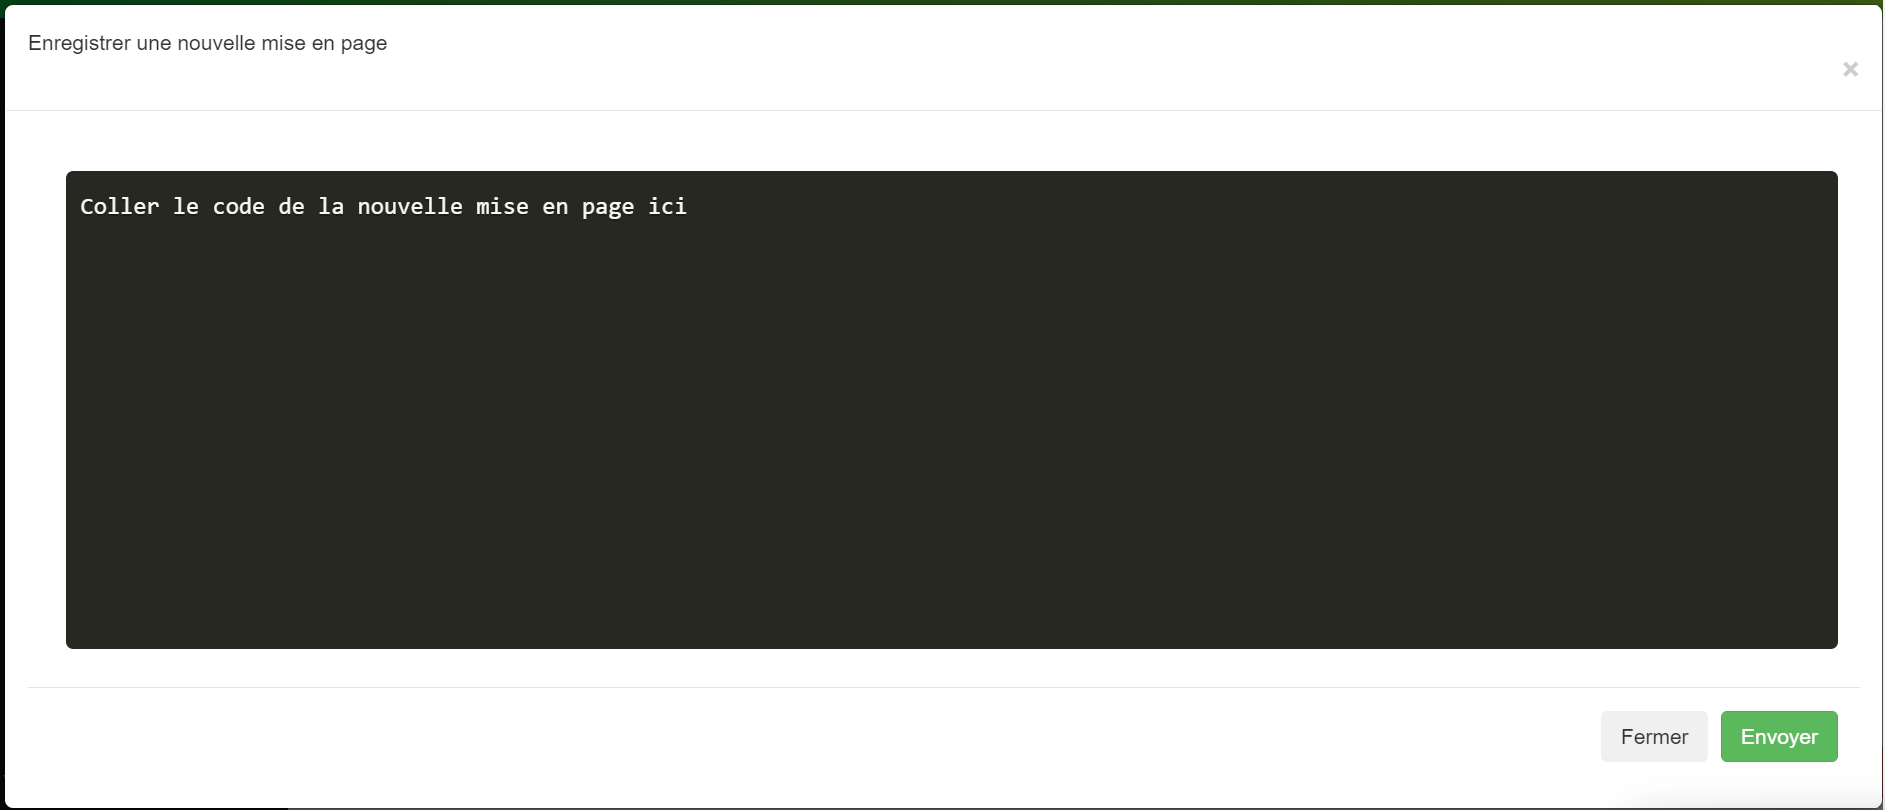 Enregistrer une nouvelle mise en page
×
Coller le code de la nouvelle mise en page ici
Fermer
Envoyer